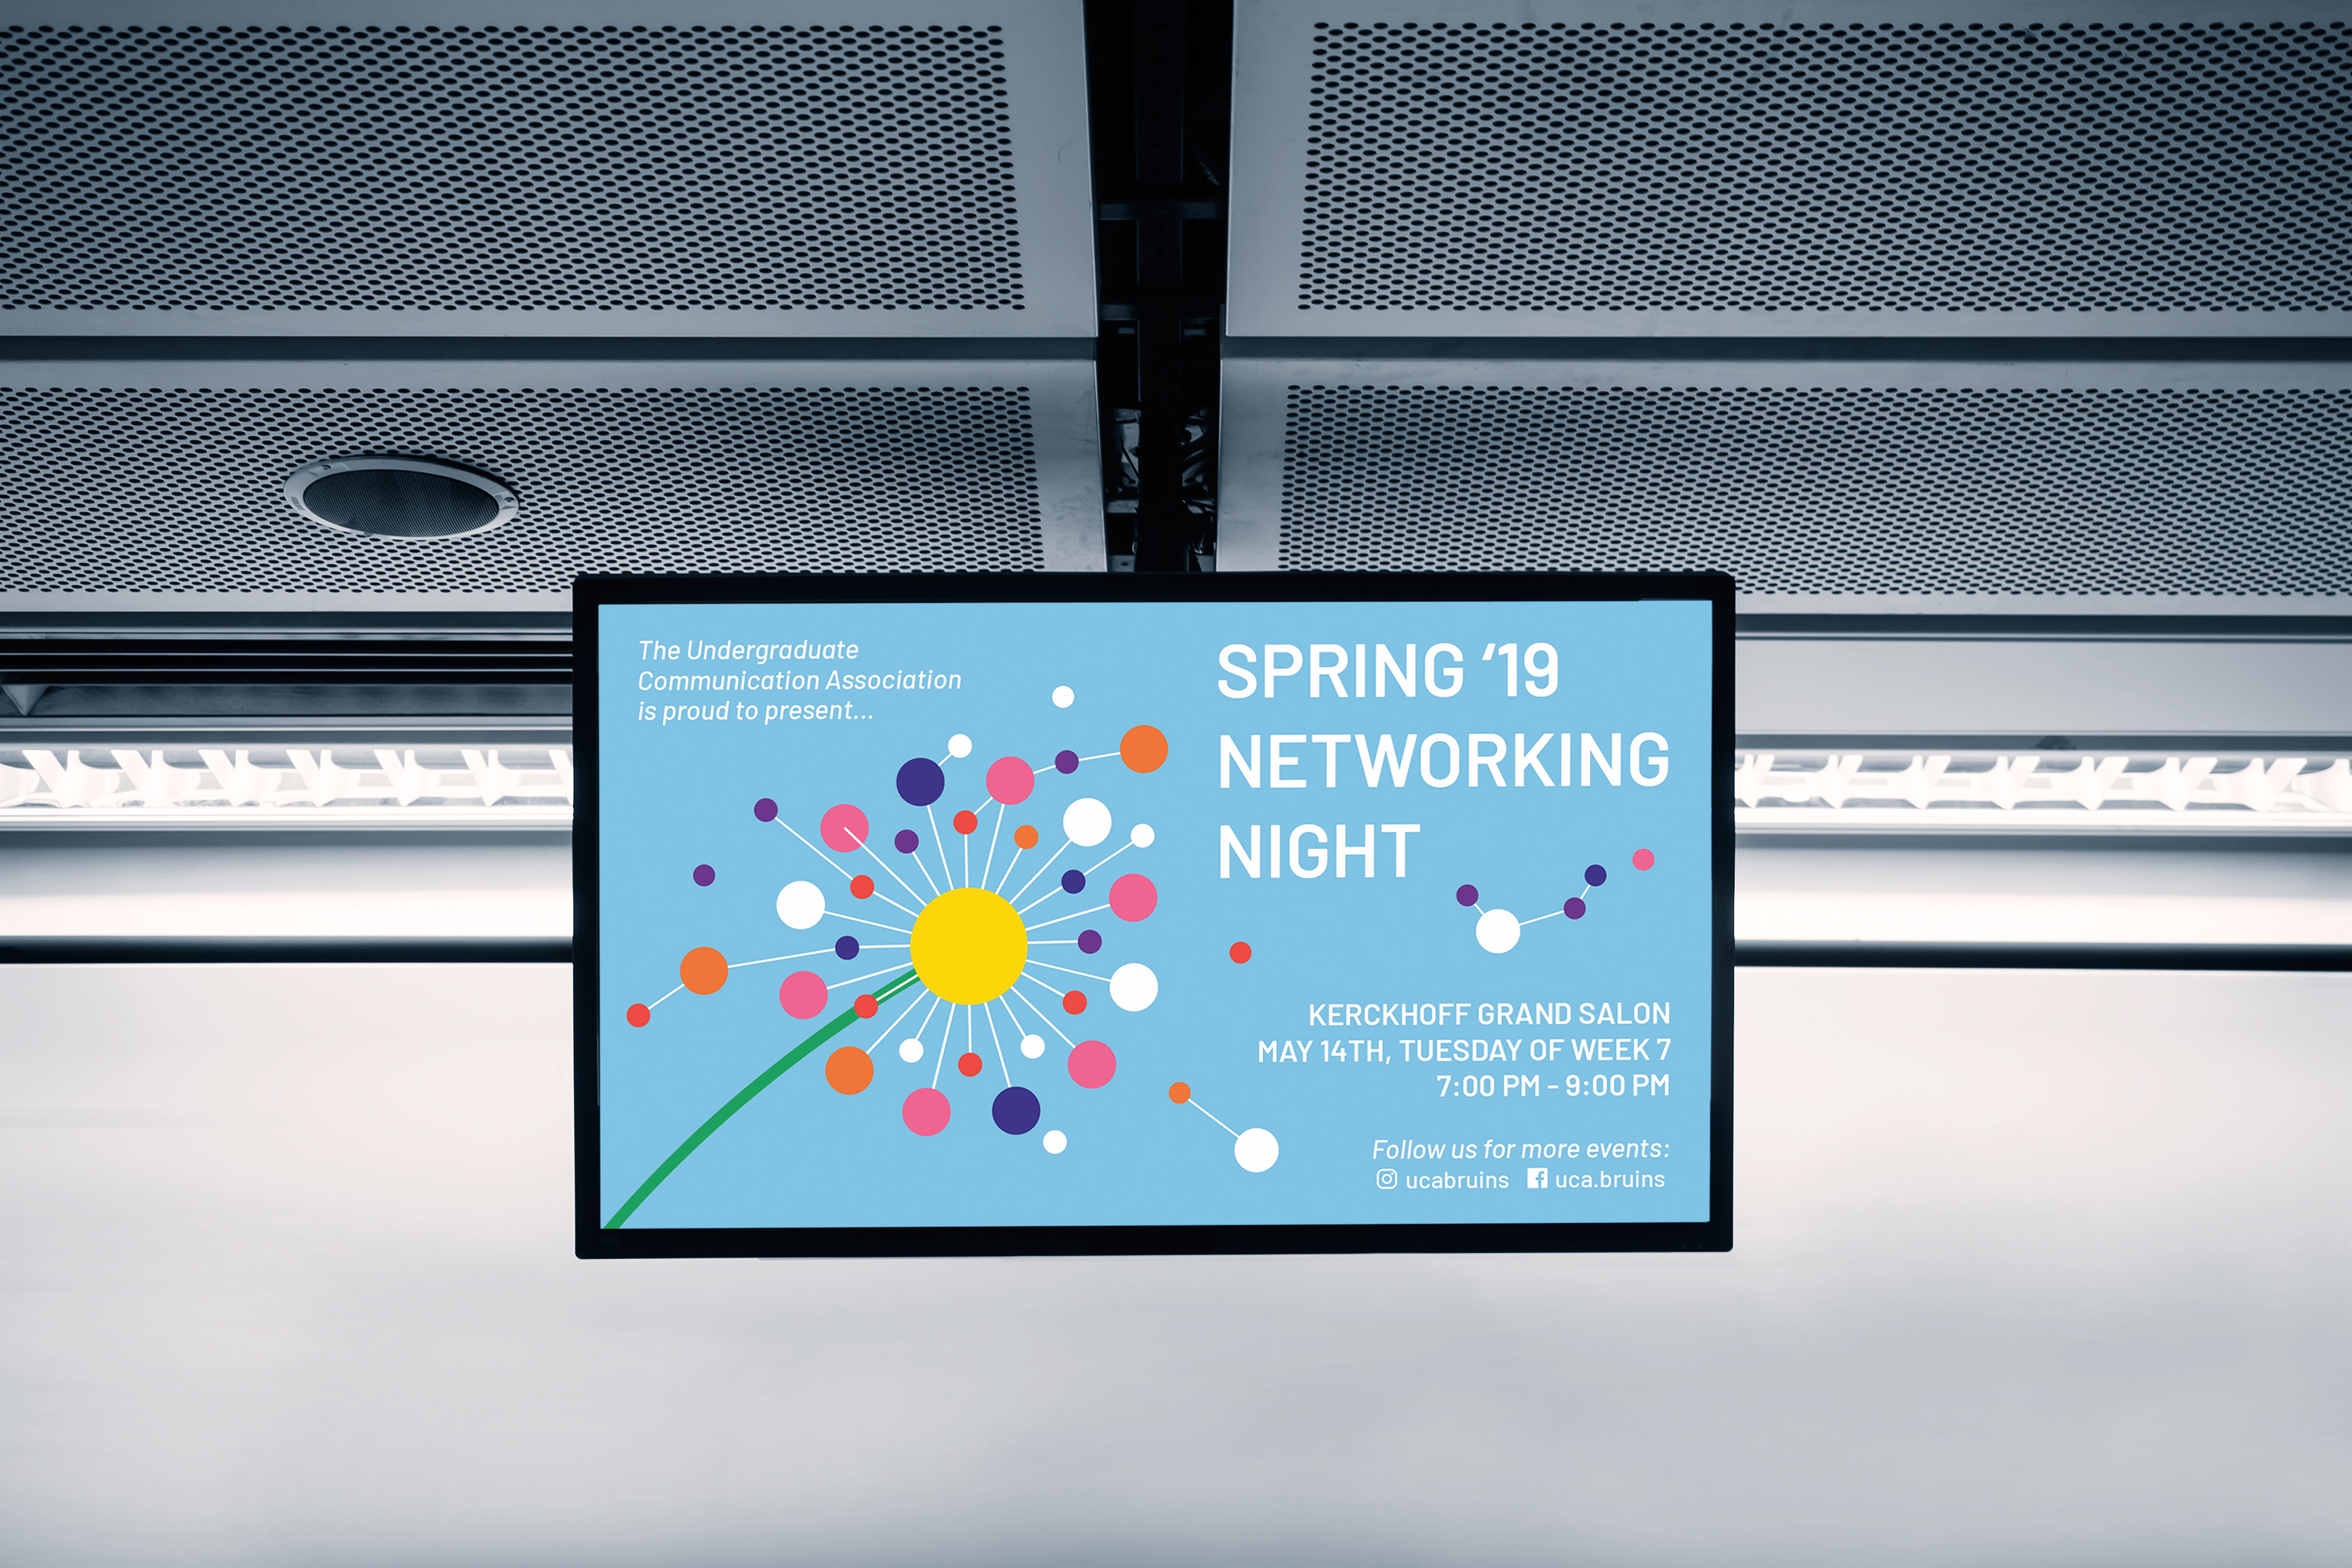 The Undergraduate
Communication Association
is proud to present...
SPRING ‘19
NETWORKING
NIGHT
KERCKHOFF GRAND SALON
MAY 14TH, TUESDAY OF WEEK 7
7:00 PM - 9:00 PM
Follow us for more events:
ucabruins uca.bruins